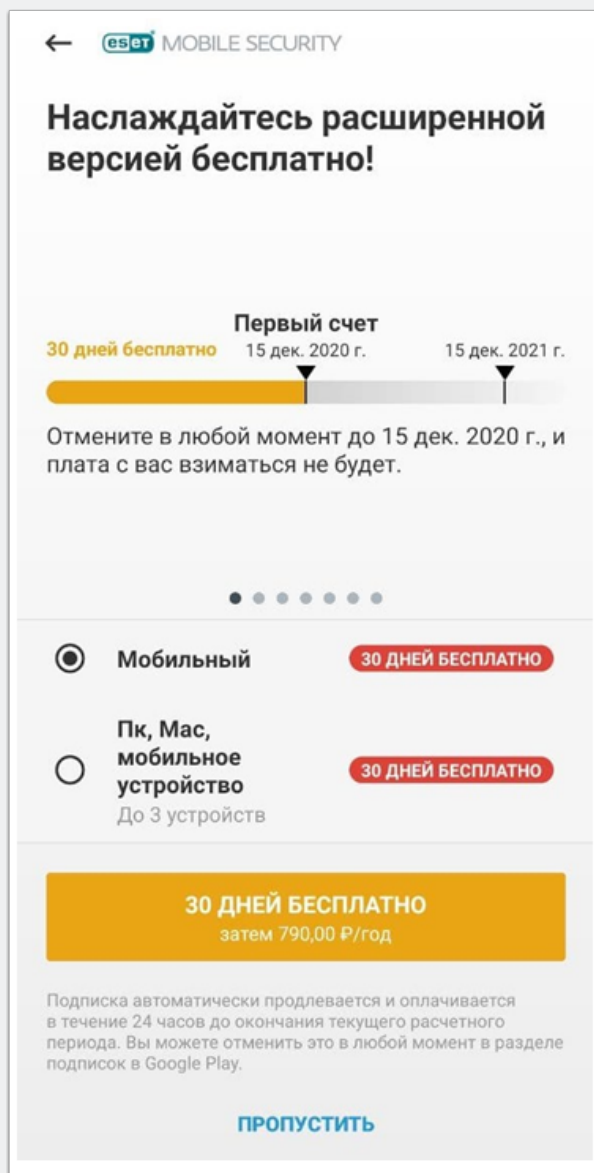 eset MOBILE SECURITY
Наслаждайтесь расширенной
версией бесплатно!
Первый счет
30 дней бесплатно 15 дек. 2020 г. 15 дек. 2021 г.
Отмените в любой момент до 15 дек. 2020 г., и
плата с вас взиматься не будет.
Мобильный 30 ДНЕЙ БЕСПЛАТНО
Пк, Mac,
мобильное
устройство 30 ДНЕЙ БЕСПЛАТНО
До 3 устройств
30 ДНЕЙ БЕСПЛАТНО
затем 790,00 ₽/год
Подписка автоматически продлевается и оплачивается
в течение 24 часов до окончания текущего расчетного
периода. Вы можете отменить это в любой момент в разделе
подписок в Google Play.
ПРОПУСТИТЬ